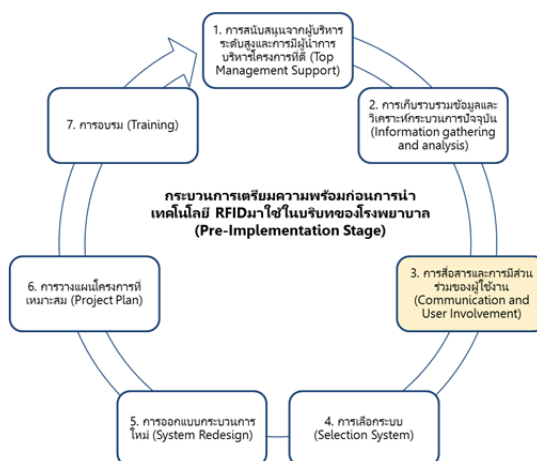 1. การสนับสนุนจากผู้บริหาร
ระดับสูงและการมีผู้นำการ
บริหารโครงการที่ดี (Top
Management Support)
2. การเก็บรวบรวมข้อมูลและ
วิเคราะห์กระบวนการปัจจุบัน
(Information gathering
and analysis)
3. การสื่อสารและการมีส่วน
ร่วมของผู้ใช้งาน
(Communication and
User Involvement)
4. การเลือกระบบ
(Selection System)
5. การออกแบบกระบวนการ
ใหม่ (System Redesign)
6. การวางแผนโครงการที่
เหมาะสม (Project Plan)
7. การอบรม (Training)
กระบวนการเตรียมความพร้อมก่อนการนำ
เทคโนโลยี RFIDมาใช้ในบริบทของโรงพยาบาล
(Pre-Implementation Stage)